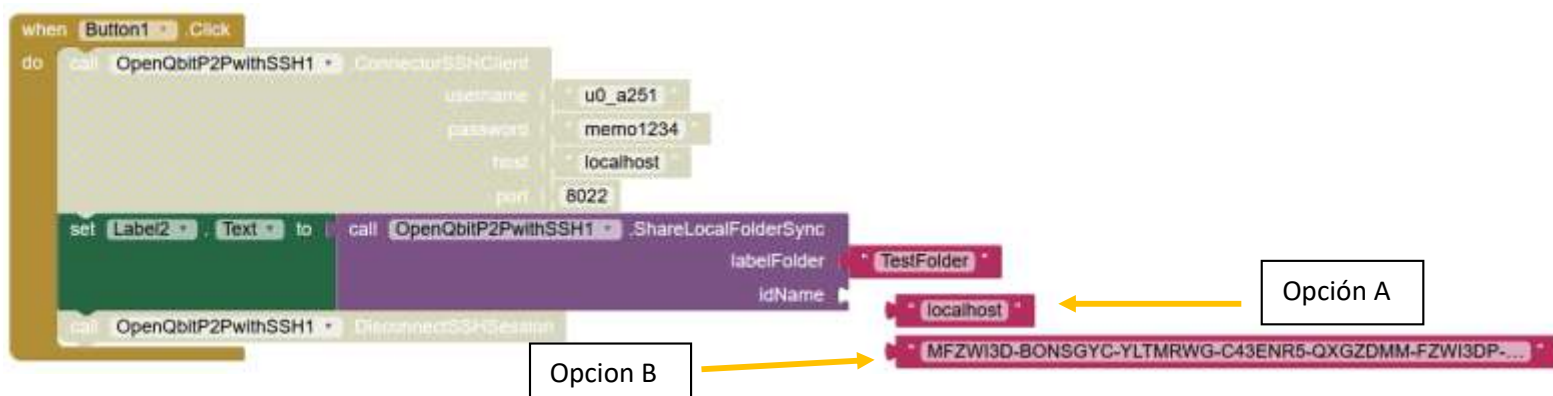 when Button1 .Click
do call OpenQbitP2PwithSSH1 .ConnectorSSHClient
username " u0_a251 "
password " memo1234 "
host " localhost "
port 8022
set Label2 . Text to call OpenQbitP2PwithSSH1 .ShareLocalFolderSync
labelFolder " TestFolder "
idName
" localhost "
Opción A
call OpenQbitP2PwithSSH1 .DisconnectSSHSession
" MFZWI3D-BONSGYC-YLTMRWG-C43ENR5-QXGZDMM-FZWI3DP-... "
Opcion B